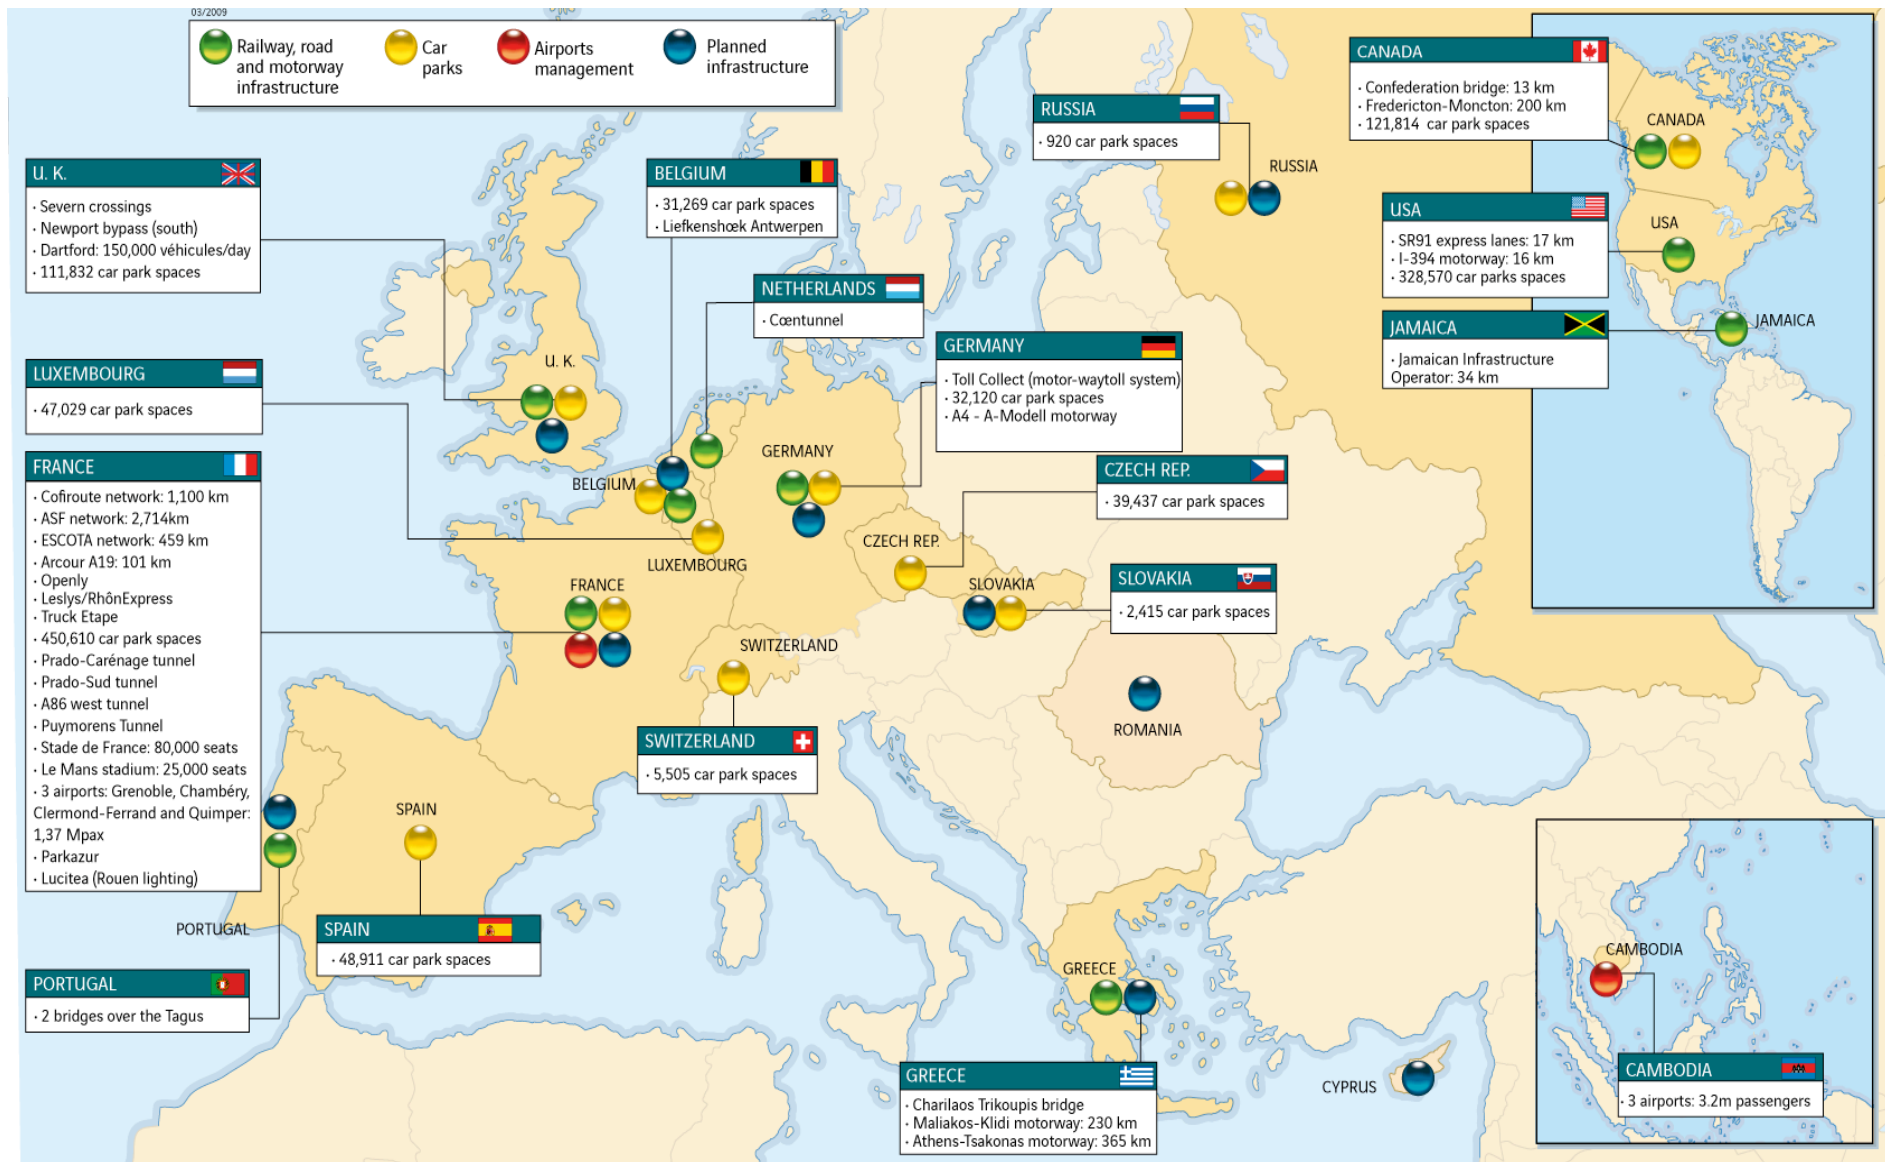 03/2009
Railway, road
and motorway
infrastructure
Car
parks
Airports
management
Planned
infrastructure
U. K.
· Severn crossings
· Newport bypass (south)
· Dartford: 150,000 véhicules/day
· 111,832 car park spaces
LUXEMBOURG
· 47,029 car park spaces
FRANCE
· Cofiroute network: 1,100 km
· ASF network: 2,714km
· ESCOTA network: 459 km
· Arcour A19: 101 km
· Openly
· Leslys/RhônExpress
· Truck Etape
· 450,610 car park spaces
· Prado-Carénage tunnel
· Prado-Sud tunnel
· A86 west tunnel
· Puymorens Tunnel
· Stade de France: 80,000 seats
· Le Mans stadium: 25,000 seats
· 3 airports: Grenoble, Chambéry,
Clermond-Ferrand and Quimper:
1,37 Mpax
· Parkazur
· Lucitea (Rouen lighting)
PORTUGAL
PORTUGAL
· 2 bridges over the Tagus
SPAIN
SPAIN
· 48,911 car park spaces
BELGIUM
· 31,269 car park spaces
· Liefkenshœk Antwerpen
NETHERLANDS
· Cœntunnel
GERMANY
· Toll Collect (motor-waytoll system)
· 32,120 car park spaces
· A4 - A-Modell motorway
RUSSIA
· 920 car park spaces
RUSSIA
U. K.
GERMANY
BELGIUM
LUXEMBOURG
FRANCE
CZECH REP.
· 39,437 car park spaces
CZECH REP.
SLOVAKIA
SLOVAKIA
· 2,415 car park spaces
SWITZERLAND
SWITZERLAND
· 5,505 car park spaces
ROMANIA
GREECE
GREECE
· Charilaos Trikoupis bridge
· Maliakos-Klidi motorway: 230 km
· Athens-Tsakonas motorway: 365 km
CYPRUS
CANADA
· Confederation bridge: 13 km
· Fredericton-Moncton: 200 km
· 121,814 car park spaces
CANADA
USA
· SR91 express lanes: 17 km
· I-394 motorway: 16 km
· 328,570 car parks spaces
USA
JAMAICA
· Jamaican Infrastructure
Operator: 34 km
JAMAICA
CAMBODIA
CAMBODIA
· 3 airports: 3.2m passengers